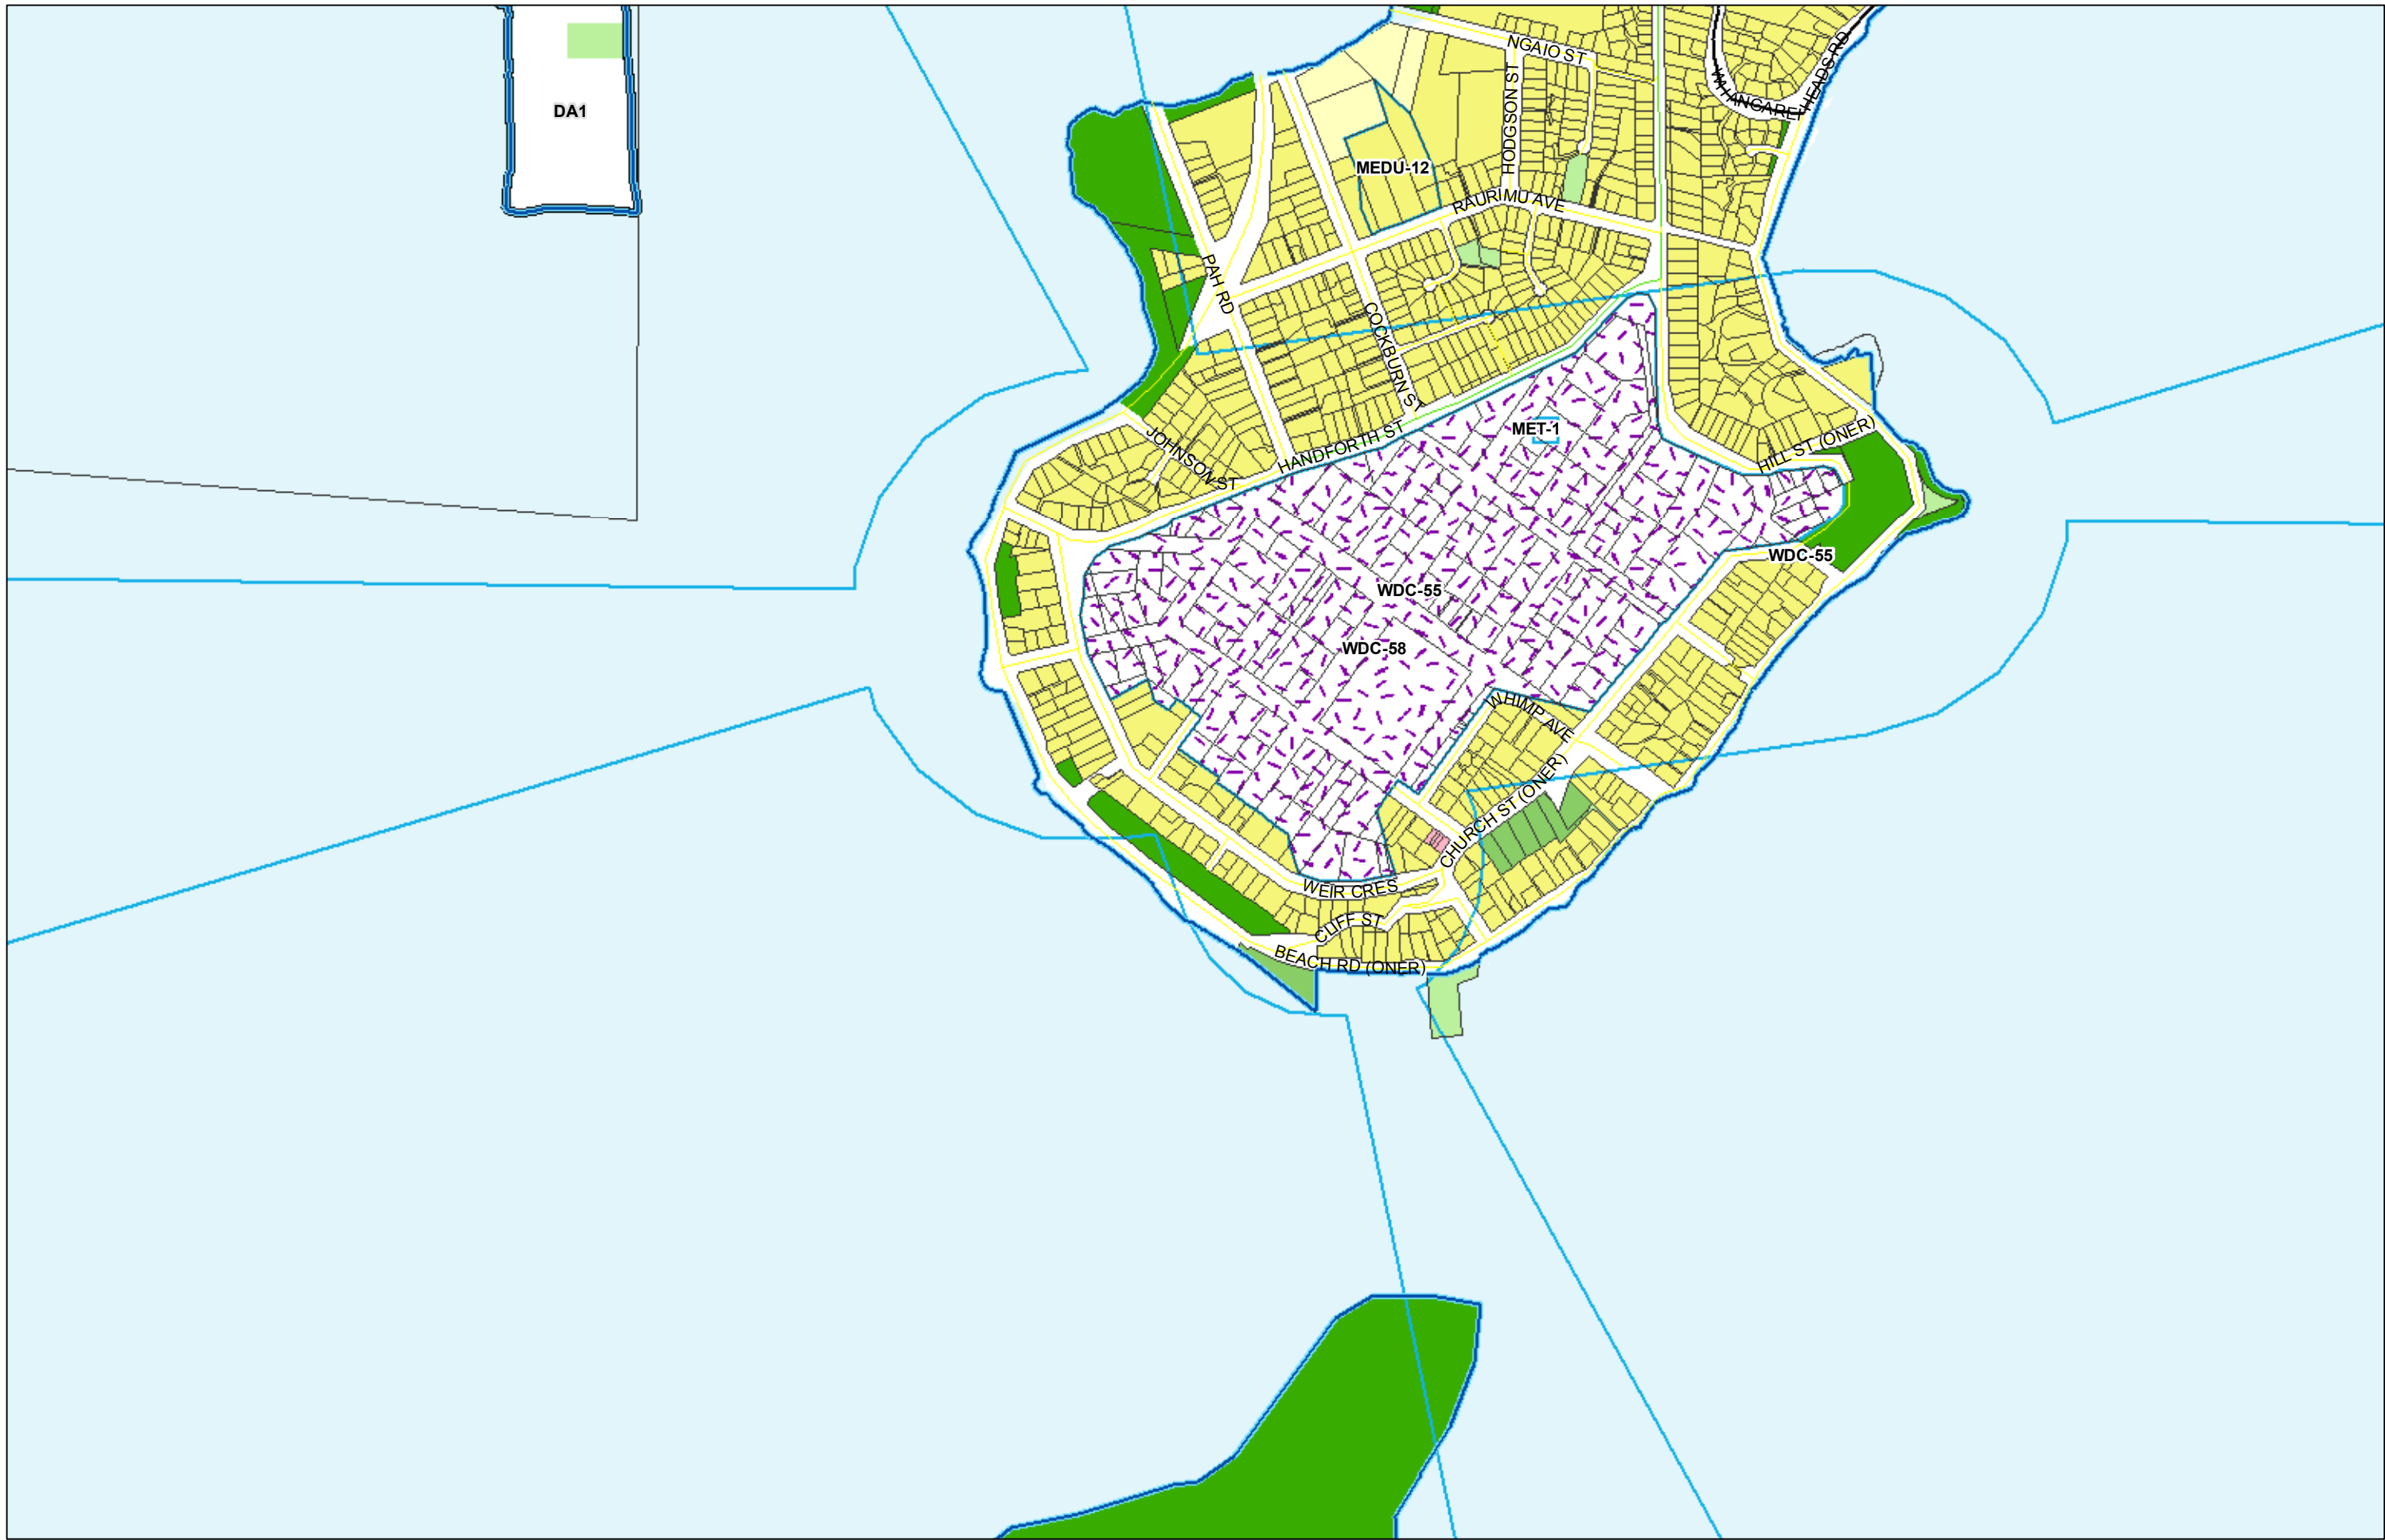 NGAIO ST
HODGSON ST
WHANGAREI HEADS RD
DA1
MEDU-12
RAURIMU AVE
PAH RD
COCKBURN ST
MET-1
HANDFORTH ST
JOHNSON ST
HILL ST (ONER)
WDC-55
WDC-55
WDC-58
WHIMP AVE
CHURCH ST (ONER)
WEIR CRES
CLIFF ST
BEACH RD (ONER)